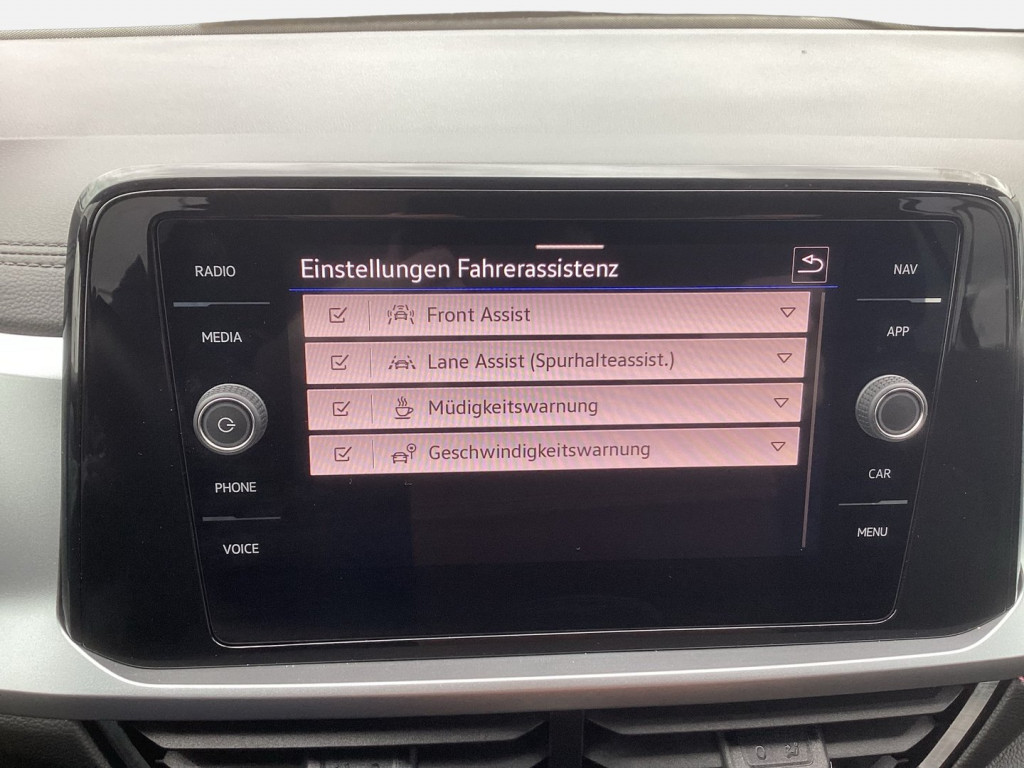 Einstellungen Fahrerassistenz
RADIO
NAV
Front Assist
MEDIA
APP
Lane Assist (Spurhalteassist.)
Müdigkeitswarnung
Geschwindigkeitswarnung
PHONE
CAR
VOICE
MENU